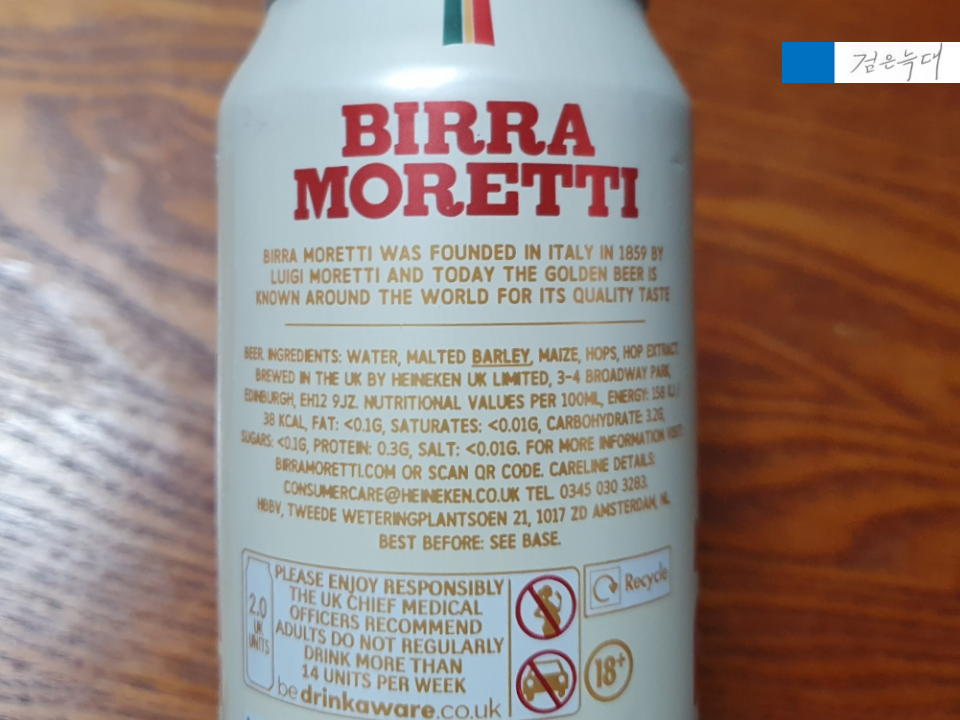 검은늑대
BIRRA
MORETTI
BIRRA MORETTI WAS FOUNDED IN ITALY IN 1859 BY
LUIGI MORETTI AND TODAY THE GOLDEN BEER IS
KNOWN AROUND THE WORLD FOR ITS QUALITY TASTE
BEER. INGREDIENTS: WATER, MALTED BARLEY, MAIZE, HOPS, HOP EXTRACT.
BREWED IN THE UK BY HEINEKEN UK LIMITED, 3-4 BROADWAY PARK,
EDINBURGH, EH12 9JZ. NUTRITIONAL VALUES PER 100ML, ENERGY: 158 KJ /
38 KCAL, FAT: <0.1G, SATURATES: <0.01G, CARBOHYDRATE: 3.2G,
SUGARS: <0.1G, PROTEIN: 0.3G, SALT: <0.01G. FOR MORE INFORMATION VISIT:
BIRRAMORETTI.COM OR SCAN QR CODE. CARELINE DETAILS:
CONSUMERCARE@HEINEKEN.CO.UK TEL. 0345 030 3283.
HBBV, TWEEDE WETERINGPLANTSOEN 21, 1017 ZD AMSTERDAM, NL
BEST BEFORE: SEE BASE.
2.0
UK
UNITS
PLEASE ENJOY RESPONSIBLY
THE UK CHIEF MEDICAL
OFFICERS RECOMMEND
ADULTS DO NOT REGULARLY
DRINK MORE THAN
14 UNITS PER WEEK
be drinkaware.co.uk
Recycle
18+